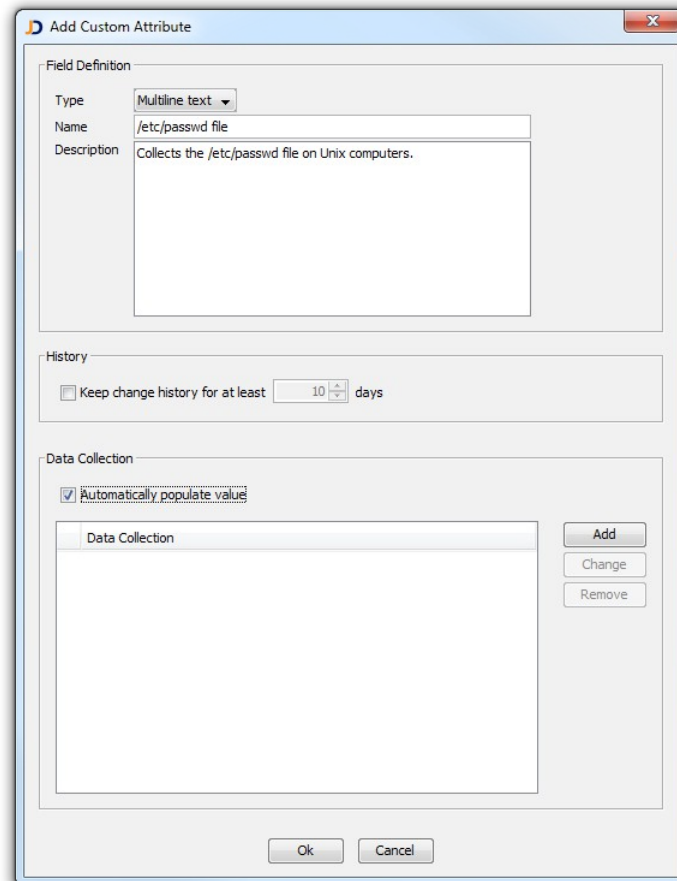 Add Custom Attribute
Field Definition
Type Multiline text
Name /etc/passwd file
Description Collects the /etc/passwd file on Unix computers.
History
Keep change history for at least 10 days
Data Collection
Automatically populate value
Data Collection
Add
Change
Remove
Ok Cancel